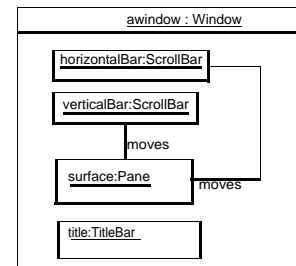 awindow : Window
horizontalBar:ScrollBar
verticalBar:ScrollBar
moves
surface:Pane
moves
title:TitleBar